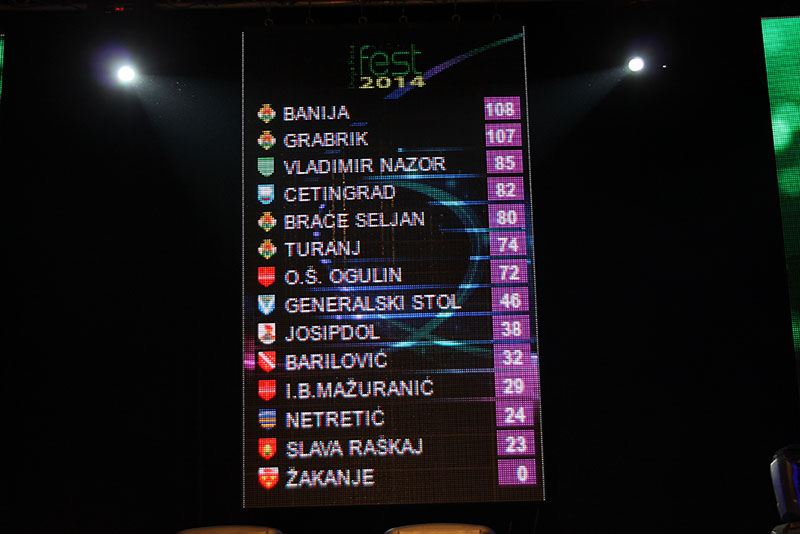 fest
2014
BANIJA 108
GRABRIK 107
VLADIMIR NAZOR 85
CETINGRAD 82
BRAĆE SELJAN 80
TURANJ 74
O.Š. OGULIN 72
GENERALSKI STOL 46
JOSIPDOL 38
BARILOVIĆ 32
I.B.MAŽURANIĆ 29
NETRETIĆ 24
SLAVA RAŠKAJ 23
ŽAKANJE 0